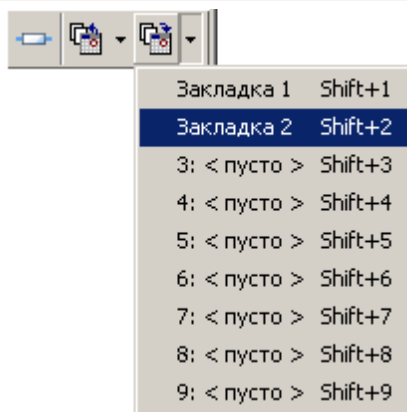 Закладка 1 Shift+1
Закладка 2 Shift+2
3: < пусто > Shift+3
4: < пусто > Shift+4
5: < пусто > Shift+5
6: < пусто > Shift+6
7: < пусто > Shift+7
8: < пусто > Shift+8
9: < пусто > Shift+9